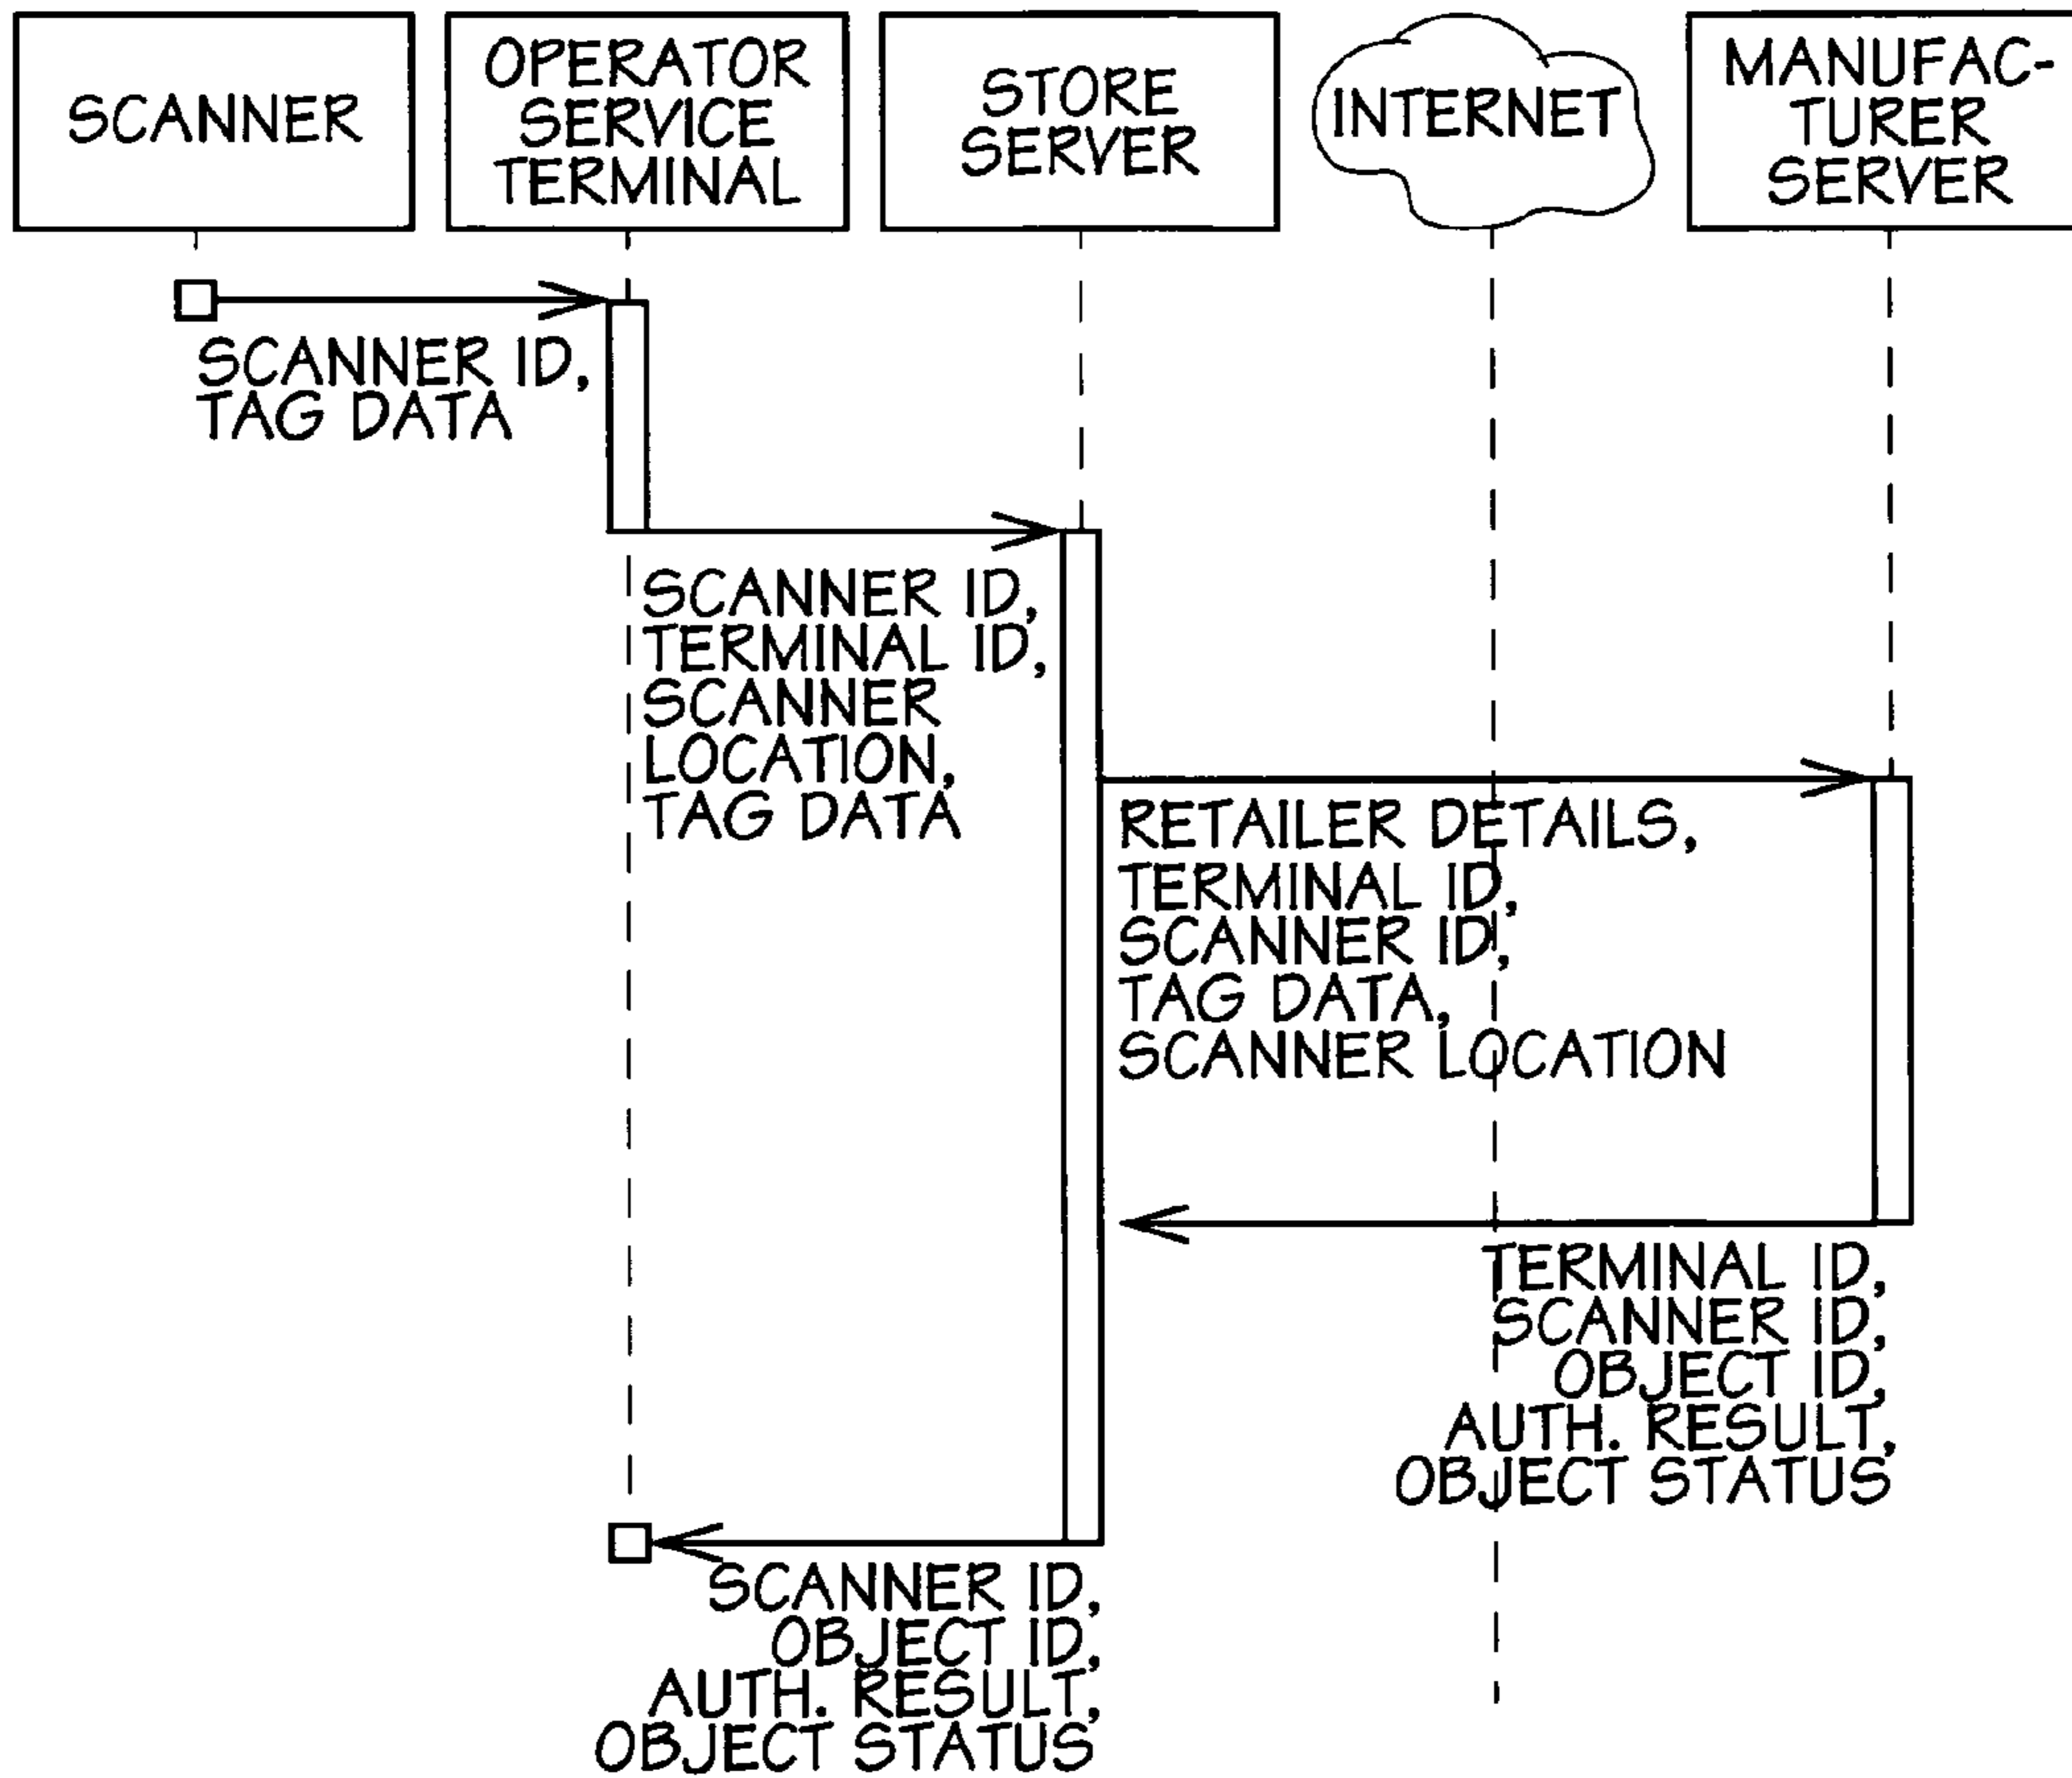 SCANNER
OPERATOR
SERVICE
TERMINAL
STORE
SERVER
INTERNET
MANUFAC-
TURER
SERVER
SCANNER ID,
TAG DATA
SCANNER ID,
TERMINAL ID,
SCANNER
LOCATION,
TAG DATA
RETAILER DETAILS,
TERMINAL ID,
SCANNER ID,
TAG DATA,
SCANNER LOCATION
TERMINAL ID,
SCANNER ID,
OBJECT ID,
AUTH. RESULT,
OBJECT STATUS
SCANNER ID,
OBJECT ID,
AUTH. RESULT,
OBJECT STATUS